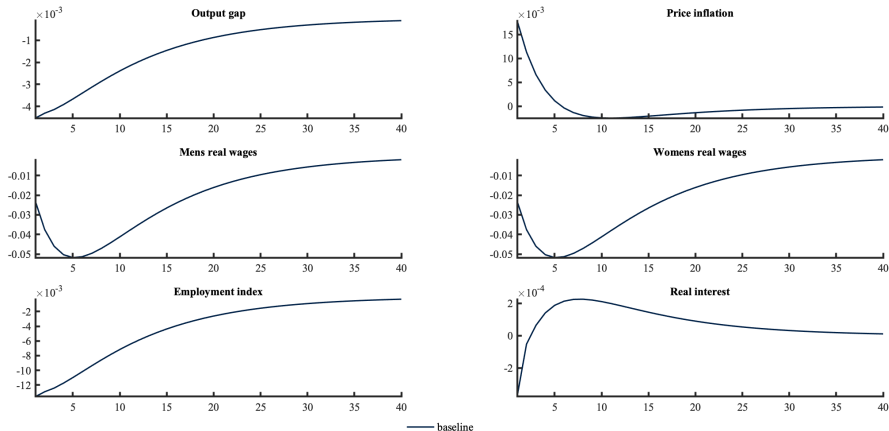 Output gap
×10⁻³
-1
-2
-3
-4
5 10 15 20 25 30 35 40
Price inflation
×10⁻³
15
10
5
0
5 10 15 20 25 30 35 40
Mens real wages
-0.01
-0.02
-0.03
-0.04
-0.05
5 10 15 20 25 30 35 40
Womens real wages
-0.01
-0.02
-0.03
-0.04
-0.05
5 10 15 20 25 30 35 40
Employment index
×10⁻³
-2
-4
-6
-8
-10
-12
5 10 15 20 25 30 35 40
Real interest
×10⁻⁴
2
0
-2
5 10 15 20 25 30 35 40
baseline